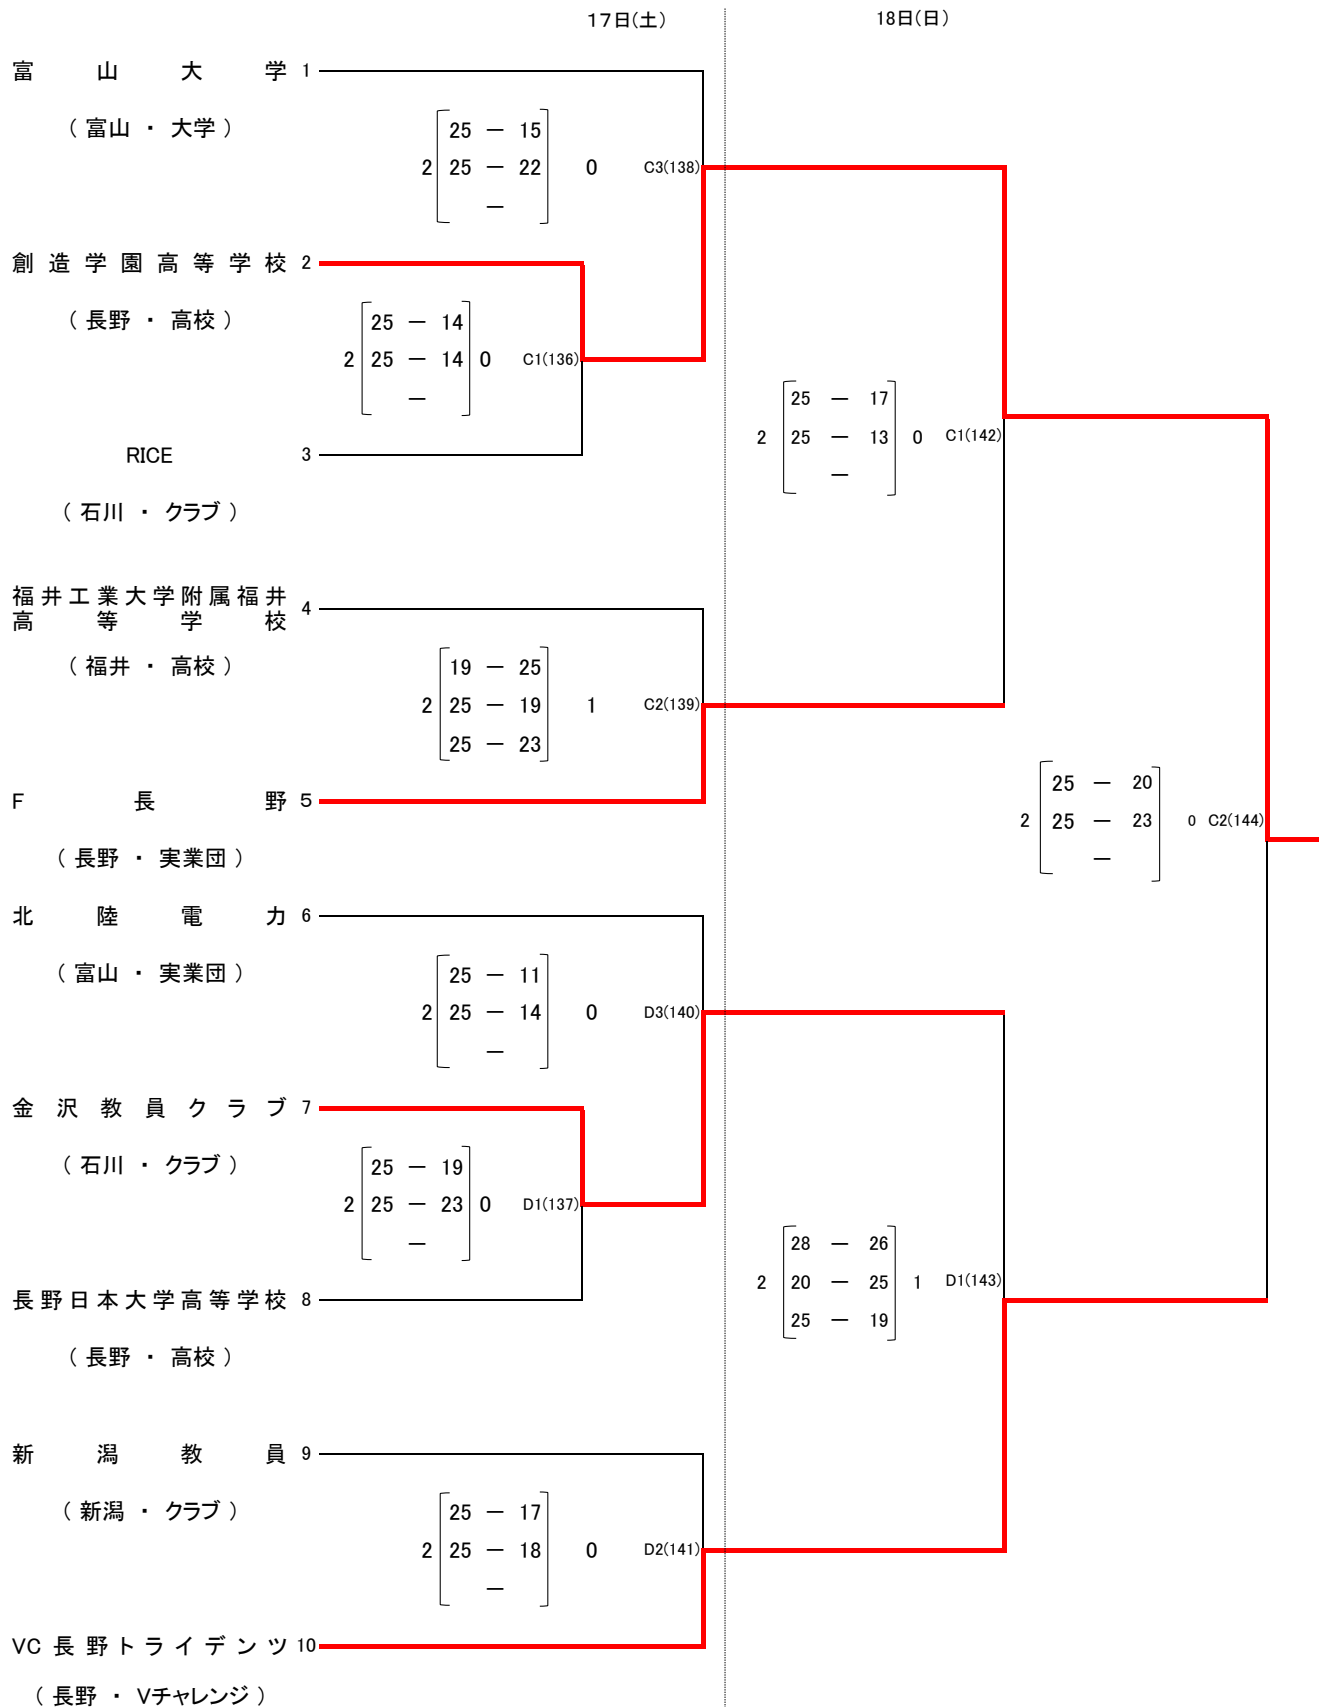 17日(土)
18日(日)
富山大学 1
（ 富山 ・ 大学 ）
25 － 15
2 25 － 22 0 C3(138)
－
創造学園高等学校 2
（ 長野 ・ 高校 ）
25 － 14
2 25 － 14 0 C1(136)
－
RICE 3
（ 石川 ・ クラブ ）
25 － 17
2 25 － 13 0 C1(142)
－
福井工業大学附属福井
高等学校 4
（ 福井 ・ 高校 ）
19 － 25
2 25 － 19 1 C2(139)
25 － 23
F長野 5
（ 長野 ・ 実業団 ）
25 － 20
2 25 － 23 0 C2(144)
－
北陸電力 6
（ 富山 ・ 実業団 ）
25 － 11
2 25 － 14 0 D3(140)
－
金沢教員クラブ 7
（ 石川 ・ クラブ ）
25 － 19
2 25 － 23 0 D1(137)
－
長野日本大学高等学校 8
（ 長野 ・ 高校 ）
28 － 26
2 20 － 25 1 D1(143)
25 － 19
新潟教員 9
（ 新潟 ・ クラブ ）
25 － 17
2 25 － 18 0 D2(141)
－
VC長野トライデンツ 10
（ 長野 ・ Vチャレンジ ）